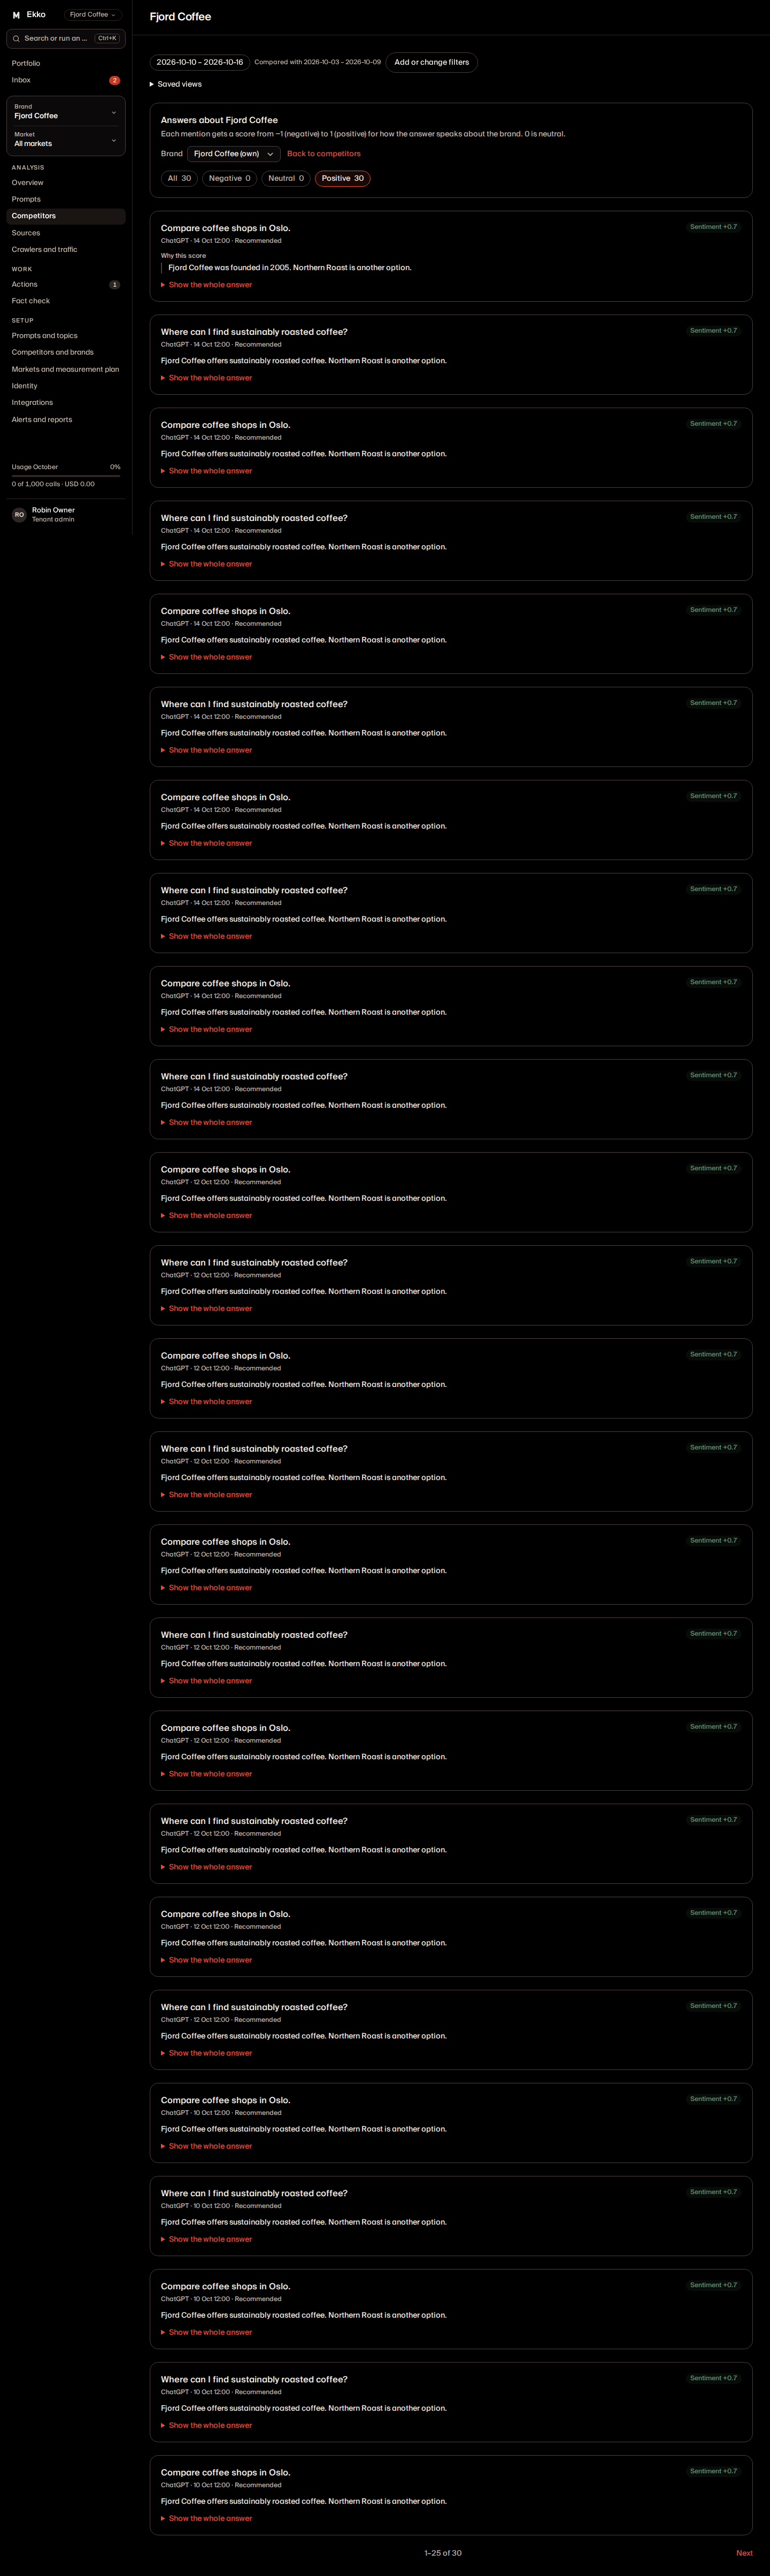 Ekko
Fjord Coffee
Search or run an ...
Ctrl+K
Portfolio
Inbox
2
Brand
Fjord Coffee
Market
All markets
ANALYSIS
Overview
Prompts
Competitors
Sources
Crawlers and traffic
WORK
Actions
1
Fact check
SETUP
Prompts and topics
Competitors and brands
Markets and measurement plan
Identity
Integrations
Alerts and reports
Usage October
0%
0 of 1,000 calls · USD 0.00
RO
Robin Owner
Tenant admin
Fjord Coffee
2026-10-10 – 2026-10-16
Compared with 2026-10-03 – 2026-10-09
Add or change filters
Saved views
Answers about Fjord Coffee
Each mention gets a score from −1 (negative) to 1 (positive) for how the answer speaks about the brand. 0 is neutral.
Brand
Fjord Coffee (own)
Back to competitors
All 30
Negative 0
Neutral 0
Positive 30
Compare coffee shops in Oslo.
Sentiment +0.7
ChatGPT · 14 Oct 12:00 · Recommended
Why this score
Fjord Coffee was founded in 2005. Northern Roast is another option.
Show the whole answer
Where can I find sustainably roasted coffee?
Sentiment +0.7
ChatGPT · 14 Oct 12:00 · Recommended
Fjord Coffee offers sustainably roasted coffee. Northern Roast is another option.
Show the whole answer
Compare coffee shops in Oslo.
Sentiment +0.7
ChatGPT · 14 Oct 12:00 · Recommended
Fjord Coffee offers sustainably roasted coffee. Northern Roast is another option.
Show the whole answer
Where can I find sustainably roasted coffee?
Sentiment +0.7
ChatGPT · 14 Oct 12:00 · Recommended
Fjord Coffee offers sustainably roasted coffee. Northern Roast is another option.
Show the whole answer
Compare coffee shops in Oslo.
Sentiment +0.7
ChatGPT · 14 Oct 12:00 · Recommended
Fjord Coffee offers sustainably roasted coffee. Northern Roast is another option.
Show the whole answer
Where can I find sustainably roasted coffee?
Sentiment +0.7
ChatGPT · 14 Oct 12:00 · Recommended
Fjord Coffee offers sustainably roasted coffee. Northern Roast is another option.
Show the whole answer
Compare coffee shops in Oslo.
Sentiment +0.7
ChatGPT · 14 Oct 12:00 · Recommended
Fjord Coffee offers sustainably roasted coffee. Northern Roast is another option.
Show the whole answer
Where can I find sustainably roasted coffee?
Sentiment +0.7
ChatGPT · 14 Oct 12:00 · Recommended
Fjord Coffee offers sustainably roasted coffee. Northern Roast is another option.
Show the whole answer
Compare coffee shops in Oslo.
Sentiment +0.7
ChatGPT · 14 Oct 12:00 · Recommended
Fjord Coffee offers sustainably roasted coffee. Northern Roast is another option.
Show the whole answer
Where can I find sustainably roasted coffee?
Sentiment +0.7
ChatGPT · 14 Oct 12:00 · Recommended
Fjord Coffee offers sustainably roasted coffee. Northern Roast is another option.
Show the whole answer
Compare coffee shops in Oslo.
Sentiment +0.7
ChatGPT · 12 Oct 12:00 · Recommended
Fjord Coffee offers sustainably roasted coffee. Northern Roast is another option.
Show the whole answer
Where can I find sustainably roasted coffee?
Sentiment +0.7
ChatGPT · 12 Oct 12:00 · Recommended
Fjord Coffee offers sustainably roasted coffee. Northern Roast is another option.
Show the whole answer
Compare coffee shops in Oslo.
Sentiment +0.7
ChatGPT · 12 Oct 12:00 · Recommended
Fjord Coffee offers sustainably roasted coffee. Northern Roast is another option.
Show the whole answer
Where can I find sustainably roasted coffee?
Sentiment +0.7
ChatGPT · 12 Oct 12:00 · Recommended
Fjord Coffee offers sustainably roasted coffee. Northern Roast is another option.
Show the whole answer
Compare coffee shops in Oslo.
Sentiment +0.7
ChatGPT · 12 Oct 12:00 · Recommended
Fjord Coffee offers sustainably roasted coffee. Northern Roast is another option.
Show the whole answer
Where can I find sustainably roasted coffee?
Sentiment +0.7
ChatGPT · 12 Oct 12:00 · Recommended
Fjord Coffee offers sustainably roasted coffee. Northern Roast is another option.
Show the whole answer
Compare coffee shops in Oslo.
Sentiment +0.7
ChatGPT · 12 Oct 12:00 · Recommended
Fjord Coffee offers sustainably roasted coffee. Northern Roast is another option.
Show the whole answer
Where can I find sustainably roasted coffee?
Sentiment +0.7
ChatGPT · 12 Oct 12:00 · Recommended
Fjord Coffee offers sustainably roasted coffee. Northern Roast is another option.
Show the whole answer
Compare coffee shops in Oslo.
Sentiment +0.7
ChatGPT · 12 Oct 12:00 · Recommended
Fjord Coffee offers sustainably roasted coffee. Northern Roast is another option.
Show the whole answer
Where can I find sustainably roasted coffee?
Sentiment +0.7
ChatGPT · 12 Oct 12:00 · Recommended
Fjord Coffee offers sustainably roasted coffee. Northern Roast is another option.
Show the whole answer
Compare coffee shops in Oslo.
Sentiment +0.7
ChatGPT · 10 Oct 12:00 · Recommended
Fjord Coffee offers sustainably roasted coffee. Northern Roast is another option.
Show the whole answer
Where can I find sustainably roasted coffee?
Sentiment +0.7
ChatGPT · 10 Oct 12:00 · Recommended
Fjord Coffee offers sustainably roasted coffee. Northern Roast is another option.
Show the whole answer
Compare coffee shops in Oslo.
Sentiment +0.7
ChatGPT · 10 Oct 12:00 · Recommended
Fjord Coffee offers sustainably roasted coffee. Northern Roast is another option.
Show the whole answer
Where can I find sustainably roasted coffee?
Sentiment +0.7
ChatGPT · 10 Oct 12:00 · Recommended
Fjord Coffee offers sustainably roasted coffee. Northern Roast is another option.
Show the whole answer
Compare coffee shops in Oslo.
Sentiment +0.7
ChatGPT · 10 Oct 12:00 · Recommended
Fjord Coffee offers sustainably roasted coffee. Northern Roast is another option.
Show the whole answer
1–25 of 30
Next